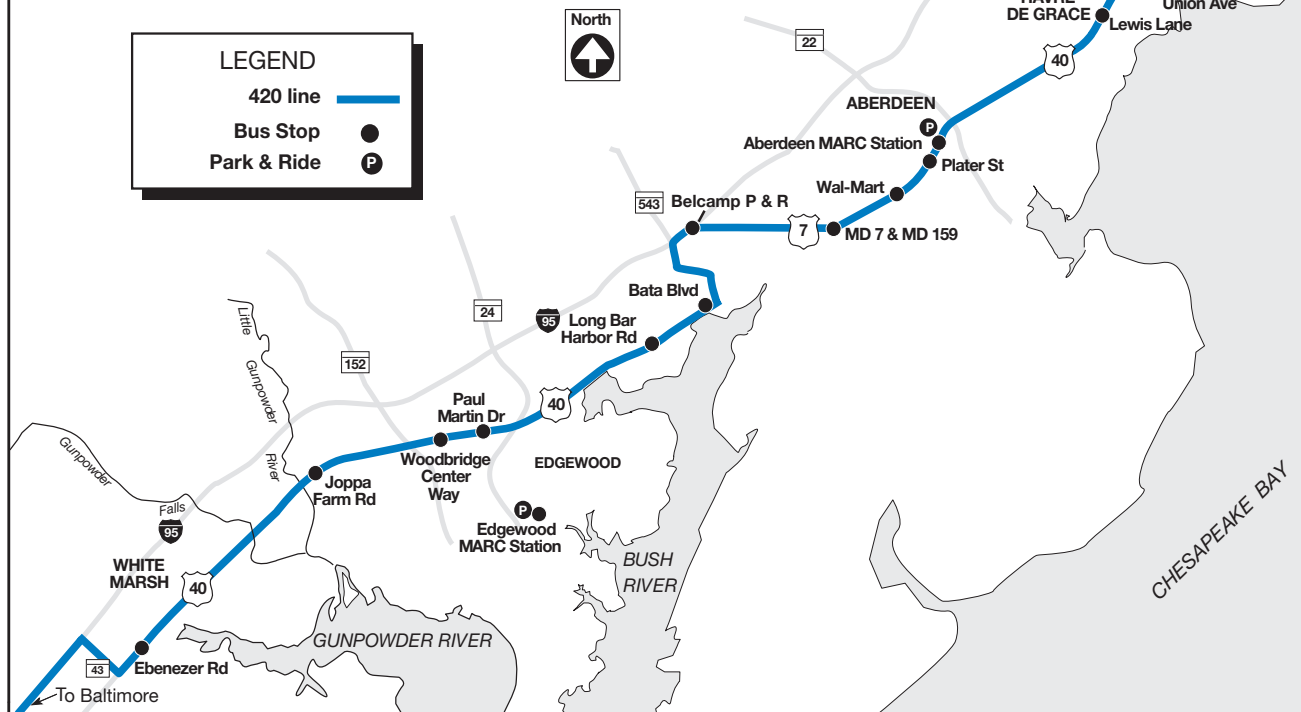 HAVRE
DE GRACE
Union Ave
Lewis Lane
North
22
40
LEGEND
420 line
Bus Stop
Park & Ride
P
ABERDEEN
P
Aberdeen MARC Station
Plater St
Wal-Mart
543
Belcamp P & R
7
MD 7 & MD 159
Bata Blvd
Long Bar
Harbor Rd
24
95
Little
Gunpowder
River
152
Paul
Martin Dr
40
Woodbridge
Center
Way
EDGEWOOD
Joppa
Farm Rd
Gunpowder
Falls
95
P
Edgewood
MARC Station
WHITE
MARSH
40
BUSH
RIVER
CHESAPEAKE BAY
GUNPOWDER RIVER
43
Ebenezer Rd
To Baltimore